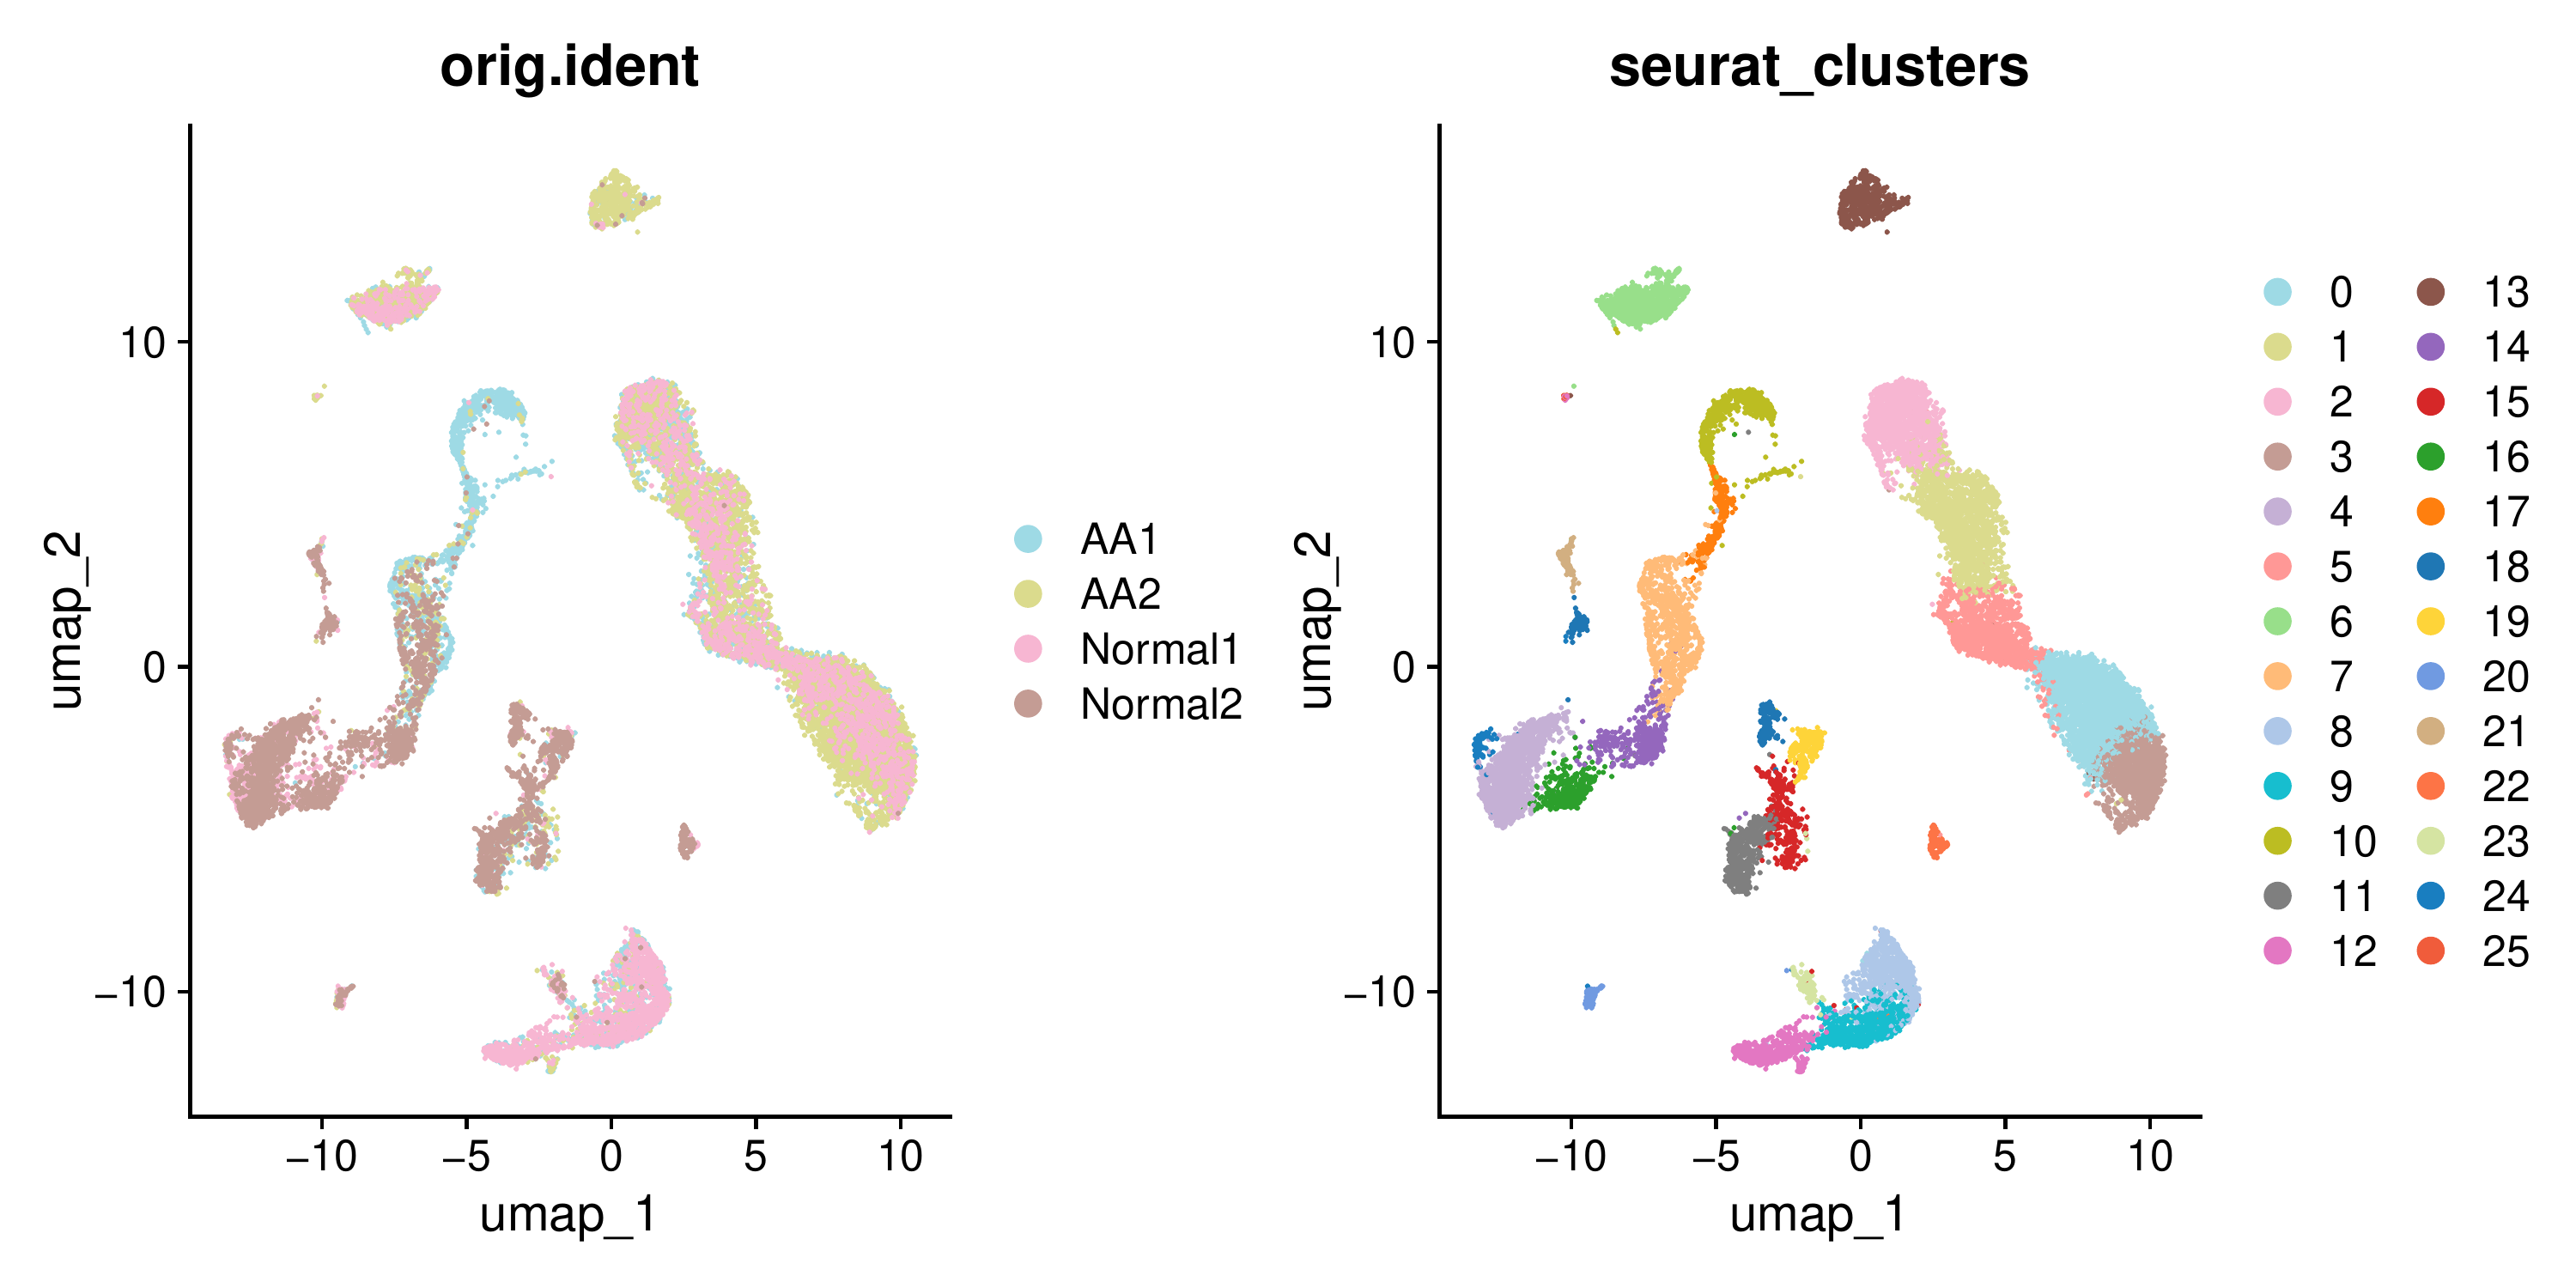 orig.ident
10
0
−10
−10 −5 0 5 10
umap_1
umap_2
AA1
AA2
Normal1
Normal2
seurat_clusters
10
0
−10
−10 −5 0 5 10
umap_1
umap_2
0 13
1 14
2 15
3 16
4 17
5 18
6 19
7 20
8 21
9 22
10 23
11 24
12 25